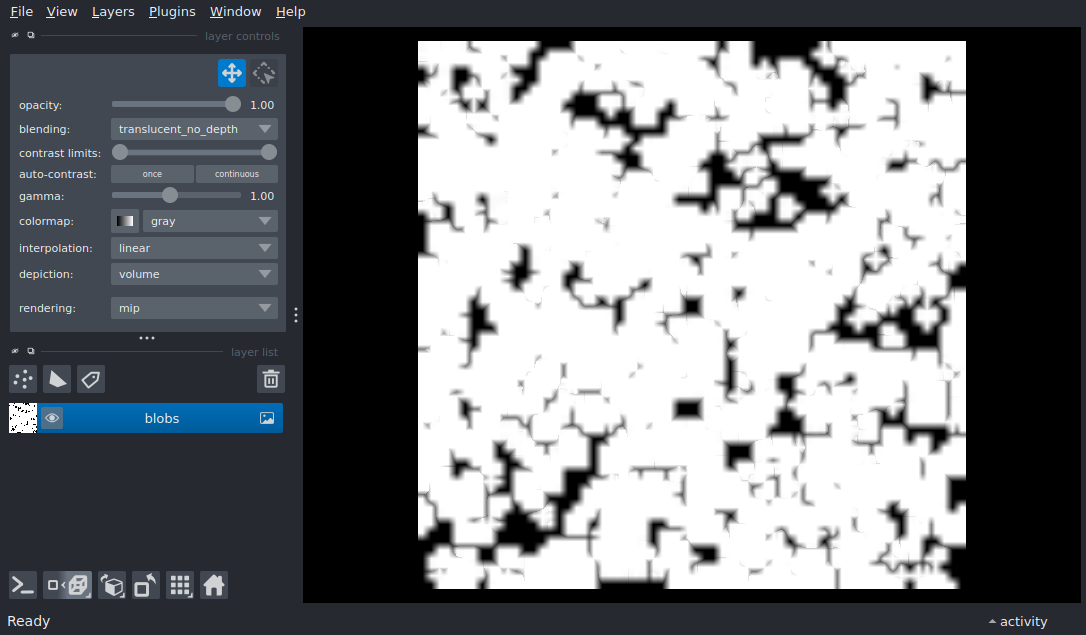 File View Layers Plugins Window Help
layer controls
opacity: 1.00
blending: translucent_no_depth
contrast limits:
auto-contrast: once continuous
gamma: 1.00
colormap: gray
interpolation: linear
depiction: volume
rendering: mip
layer list
blobs
Ready
activity